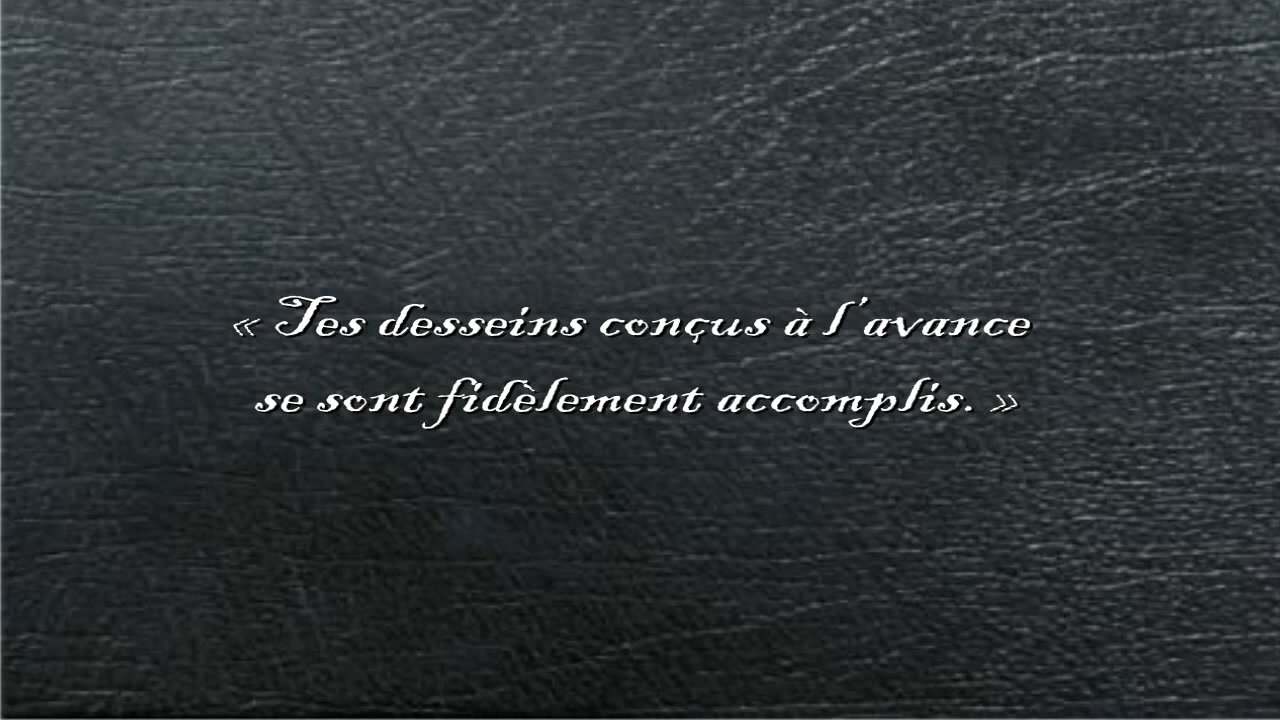 « Tes desseins conçus à l'avance
se sont fidèlement accomplis. »